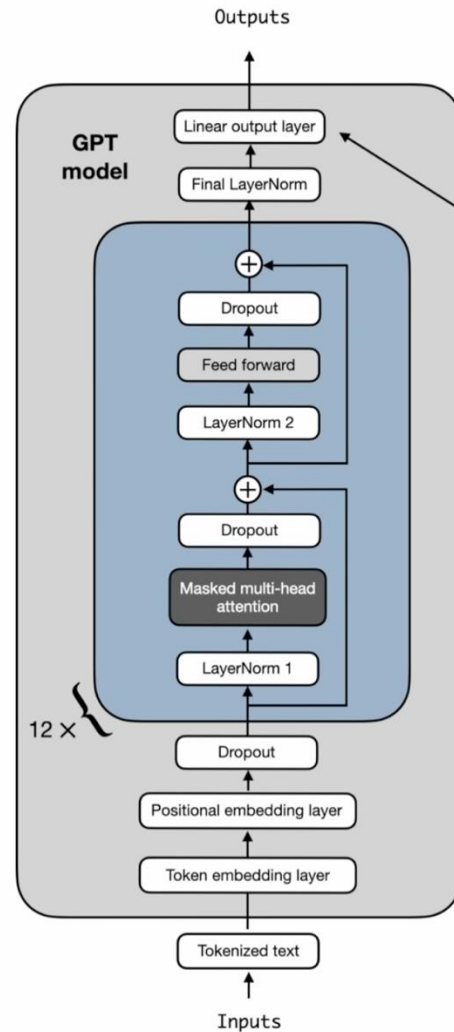 Outputs
Linear output layer
GPT
model
Final LayerNorm
Dropout
Feed forward
LayerNorm 2
Dropout
Masked multi-head
attention
LayerNorm 1
12 ×
Dropout
Positional embedding layer
Token embedding layer
Tokenized text
Inputs